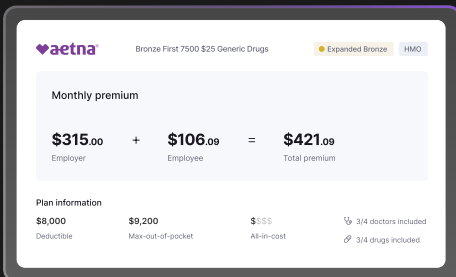 aetna®
Bronze First 7500 $25 Generic Drugs
Expanded Bronze
HMO
Monthly premium
$315.00 + $106.09 = $421.09
Employer Employee Total premium
Plan information
$8,000 $9,200 $$$$ 3/4 doctors included
Deductible Max-out-of-pocket All-in-cost 3/4 drugs included